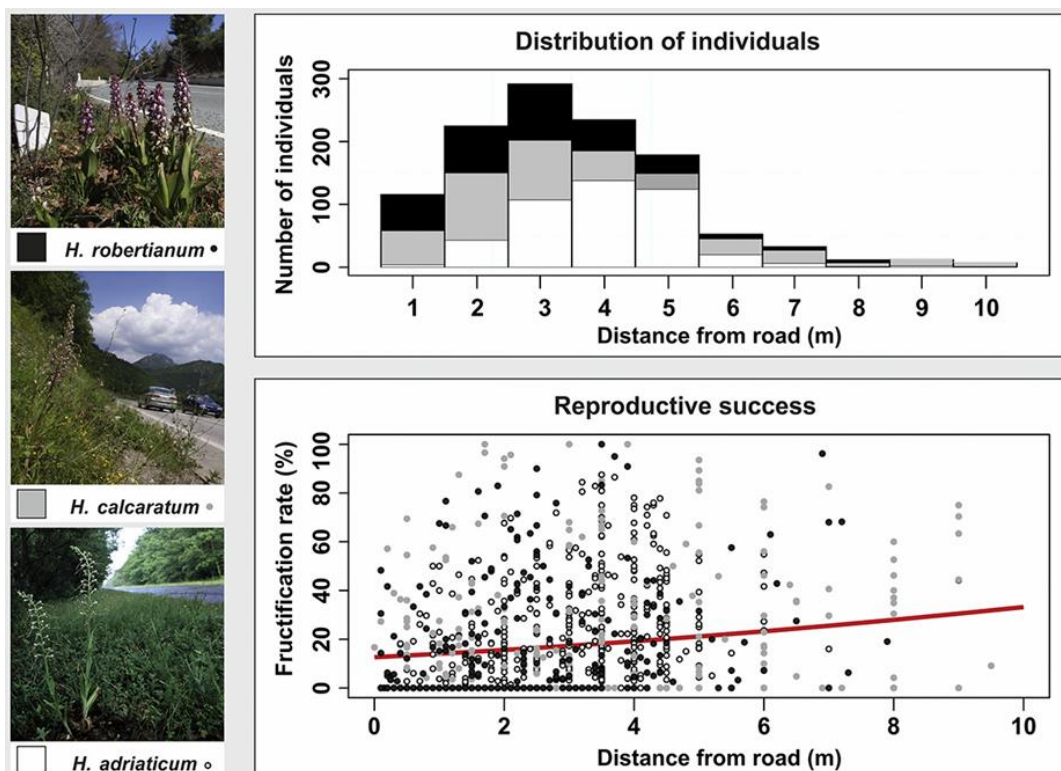 H. robertianum •
H. calcaratum •
H. adriaticum o
Distribution of individuals
Number of individuals
300
200
100
0
1 2 3 4 5 6 7 8 9 10
Distance from road (m)
Reproductive success
Fructification rate (%)
100
80
60
40
20
0
0 2 4 6 8 10
Distance from road (m)